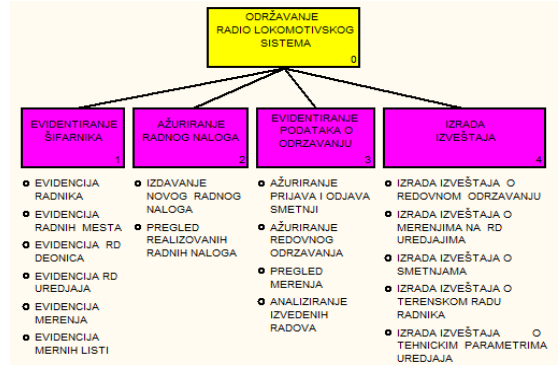 ODRŽAVANJE
RADIO LOKOMOTIVSKOG
SISTEMA
0
EVIDENTIRANJE
ŠIFARNIKA
1
AŽURIRANJE
RADNOG NALOGA
2
EVIDENTIRANJE
PODATAKA O
ODRZAVANJU
3
IZRADA
IZVEŠTAJA
4
EVIDENCIJA
RADNIKA
EVIDENCIJA
RADNIH MESTA
EVIDENCIJA RD
DEONICA
EVIDENCIJA RD
UREDJAJA
EVIDENCIJA
MERENJA
EVIDENCIJA
MERNIH LISTI
IZDAVANJE
NOVOG RADNOG
NALOGA
PREGLED
REALIZOVANIH
RADNIH NALOGA
AŽURIRANJE
PRIJAVA I ODJAVA
SMETNJI
AŽURIRANJE
REDOVNOG
ODRZAVANJA
PREGLED
MERENJA
ANALIZIRANJE
IZVEDENIH
RADOVA
IZRADA IZVEŠTAJA O
REDOVNOM ODRZAVANJU
IZRADA IZVEŠTAJA O
MERENJIMA NA RD
UREDJAJIMA
IZRADA IZVEŠTAJA O
SMETNJAMA
IZRADA IZVEŠTAJA O
TERENSKOM RADU
RADNIKA
IZRADA IZVEŠTAJA O
TEHNICKIM PARAMETRIMA
UREDJAJA